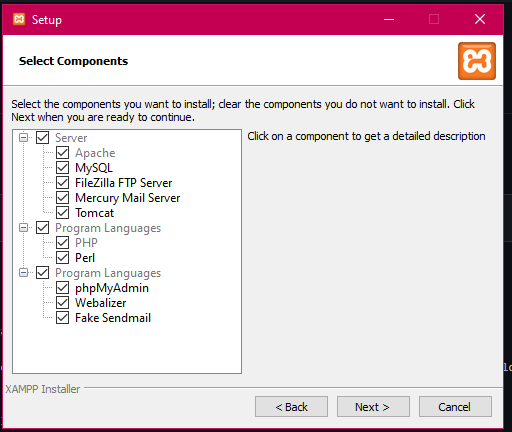 Setup
Select Components
Select the components you want to install; clear the components you do not want to install. Click
Next when you are ready to continue.
Server
Apache
MySQL
FileZilla FTP Server
Mercury Mail Server
Tomcat
Program Languages
PHP
Perl
Program Languages
phpMyAdmin
Webalizer
Fake Sendmail
Click on a component to get a detailed description
XAMPP Installer
< Back
Next >
Cancel